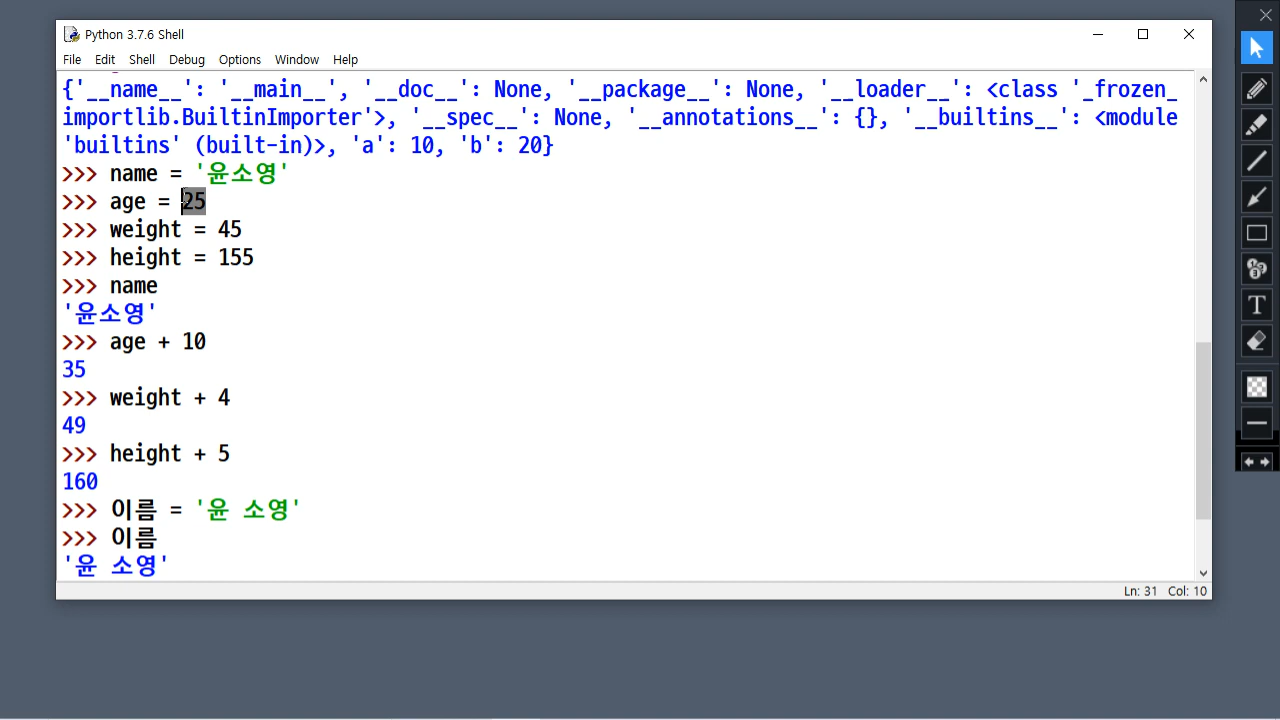 Python 3.7.6 Shell
File Edit Shell Debug Options Window Help
{'__name__': '__main__', '__doc__': None, '__package__': None, '__loader__': <class '_frozen_
importlib.BuiltinImporter'>, '__spec__': None, '__annotations__': {}, '__builtins__': <module
'builtins' (built-in)>, 'a': 10, 'b': 20}
>>> name = '윤소영'
>>> age = 25
>>> weight = 45
>>> height = 155
>>> name
'윤소영'
>>> age + 10
35
>>> weight + 4
49
>>> height + 5
160
>>> 이름 = '윤 소영'
>>> 이름
'윤 소영'
Ln: 31 Col: 10
T